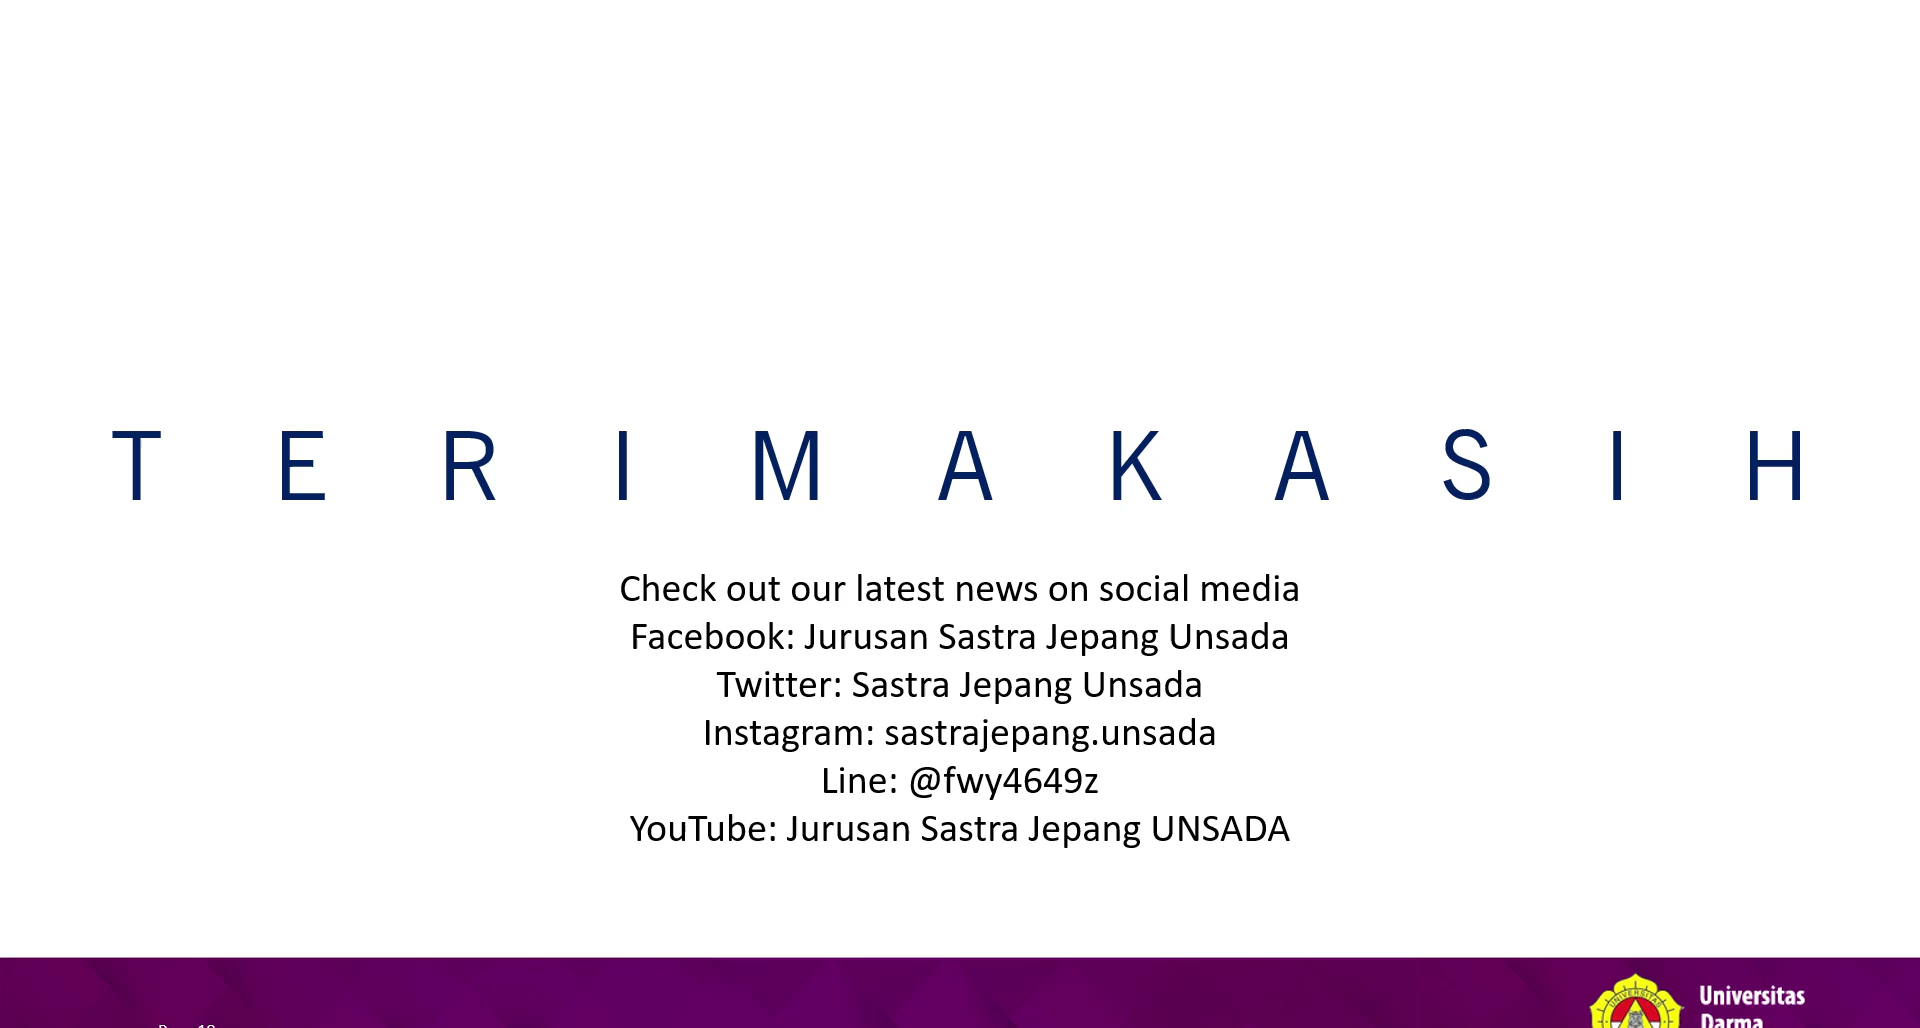 T E R I M A K A S I H
Check out our latest news on social media
Facebook: Jurusan Sastra Jepang Unsada
Twitter: Sastra Jepang Unsada
Instagram: sastrajepang.unsada
Line: @fwy4649z
YouTube: Jurusan Sastra Jepang UNSADA
UNIVERSITAS
Universitas
Darma